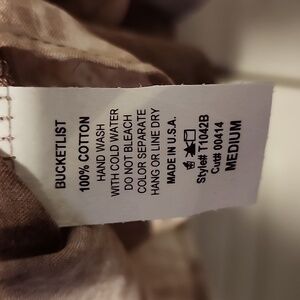 BUCKETLIST
100% COTTON
HAND WASH
WITH COLD WATER
DO NOT BLEACH
COLOR SEPARATE
HANG OR LINE DRY
MADE IN U.S.A.
Style# T1042B
Cut# 00414
MEDIUM